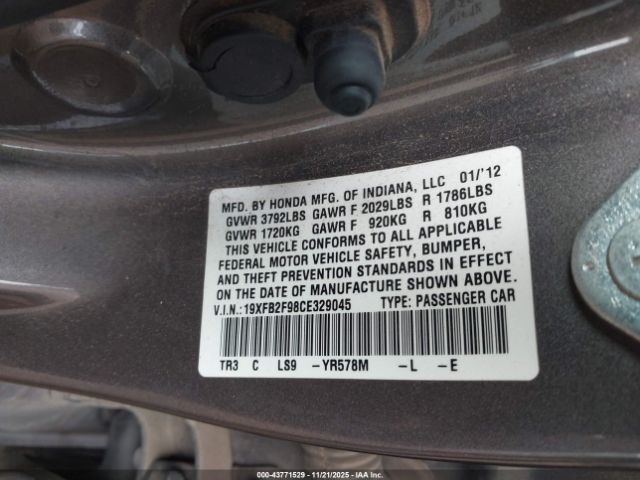 MFD. BY HONDA MFG. OF INDIANA, LLC 01/'12
GVWR 3792LBS GAWR F 2029LBS R 1786LBS
GVWR 1720KG GAWR F 920KG R 810KG
THIS VEHICLE CONFORMS TO ALL APPLICABLE
FEDERAL MOTOR VEHICLE SAFETY, BUMPER,
AND THEFT PREVENTION STANDARDS IN EFFECT
ON THE DATE OF MANUFACTURE SHOWN ABOVE.
V.I.N.:19XFB2F98CE329045 TYPE: PASSENGER CAR
TR3 C LS9 -YR578M -L -E
000-43771529 11/21/2025 IAAI.COM